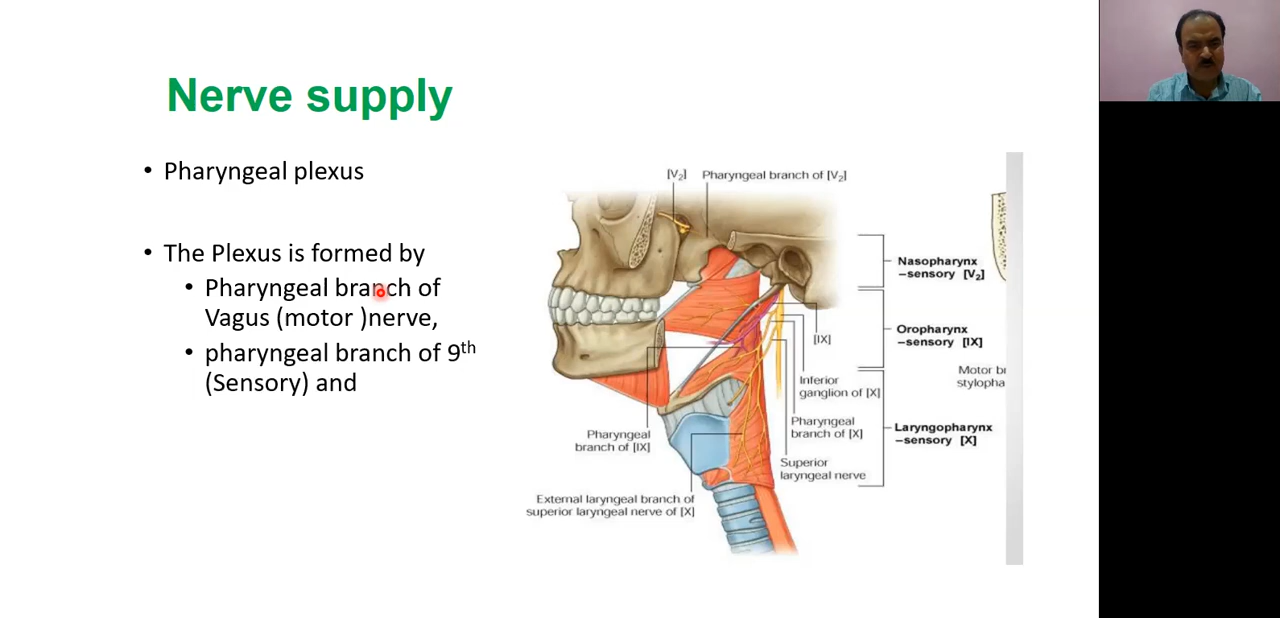 Nerve supply
• Pharyngeal plexus
• The Plexus is formed by
• Pharyngeal branch of
Vagus (motor )nerve,
• pharyngeal branch of 9th
(Sensory) and
[V2]
Pharyngeal branch of [V2]
Nasopharynx
–sensory [V2]
Oropharynx
–sensory [IX]
[IX]
Motor b
stylopha
Inferior
ganglion of [X]
Pharyngeal
branch of [X]
Laryngopharynx
–sensory [X]
Pharyngeal
branch of [IX]
Superior
laryngeal nerve
External laryngeal branch of
superior laryngeal nerve of [X]